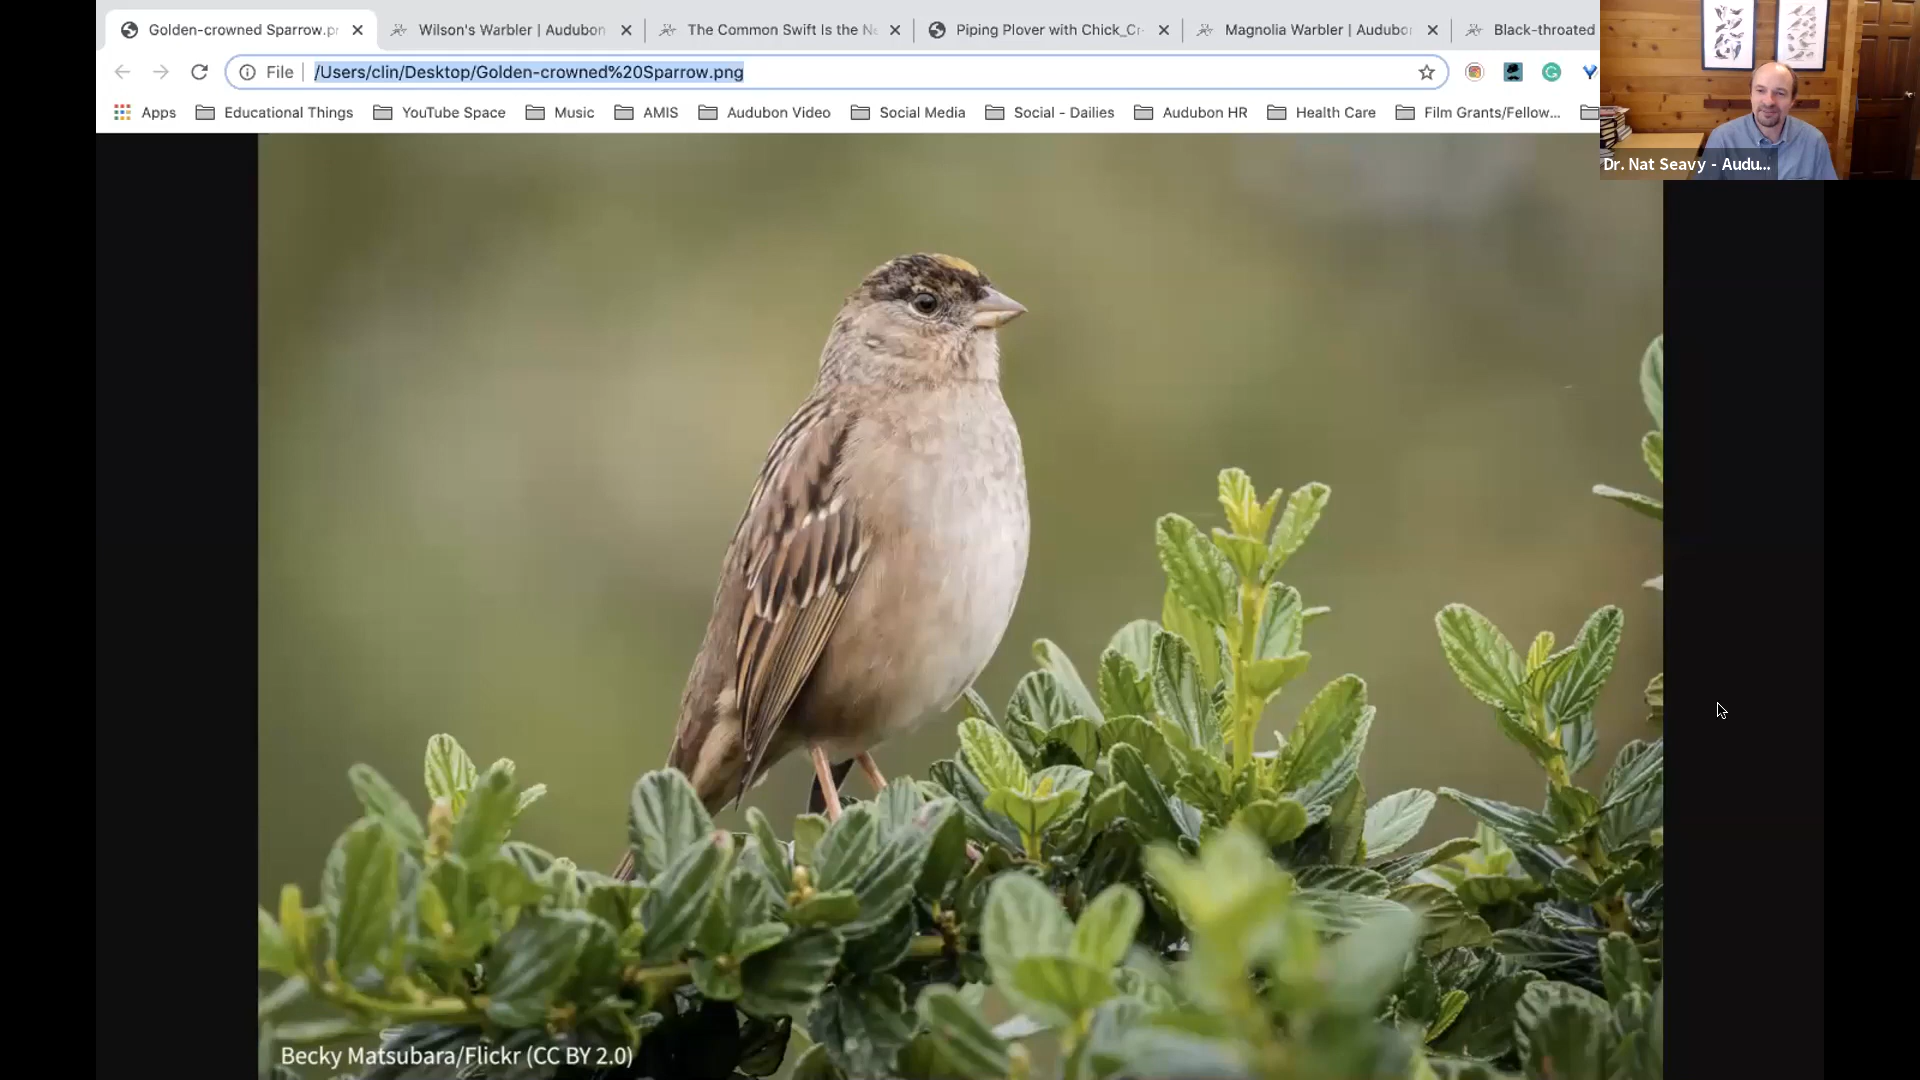 Golden-crowned Sparrow.pr
Wilson's Warbler | Audubon
The Common Swift Is the Ne
Piping Plover with Chick_Cr
Magnolia Warbler | Audubon
Black-throated
File
/Users/clin/Desktop/Golden-crowned%20Sparrow.png
Apps
Educational Things
YouTube Space
Music
AMIS
Audubon Video
Social Media
Social - Dailies
Audubon HR
Health Care
Film Grants/Fellow...
Dr. Nat Seavy - Audu...
Becky Matsubara/Flickr (CC BY 2.0)